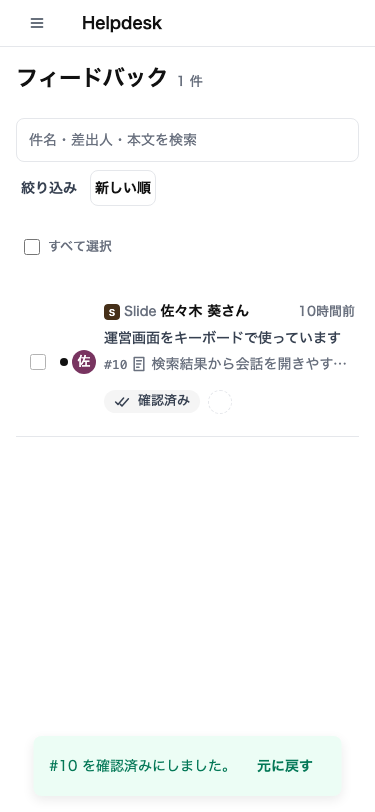 Helpdesk
フィードバック 1 件
件名・差出人・本文を検索
絞り込み 新しい順
すべて選択
S Slide 佐々木 葵さん 10時間前
運営画面をキーボードで使っています
佐 #10 検索結果から会話を開きやす…
確認済み
#10 を確認済みにしました。 元に戻す